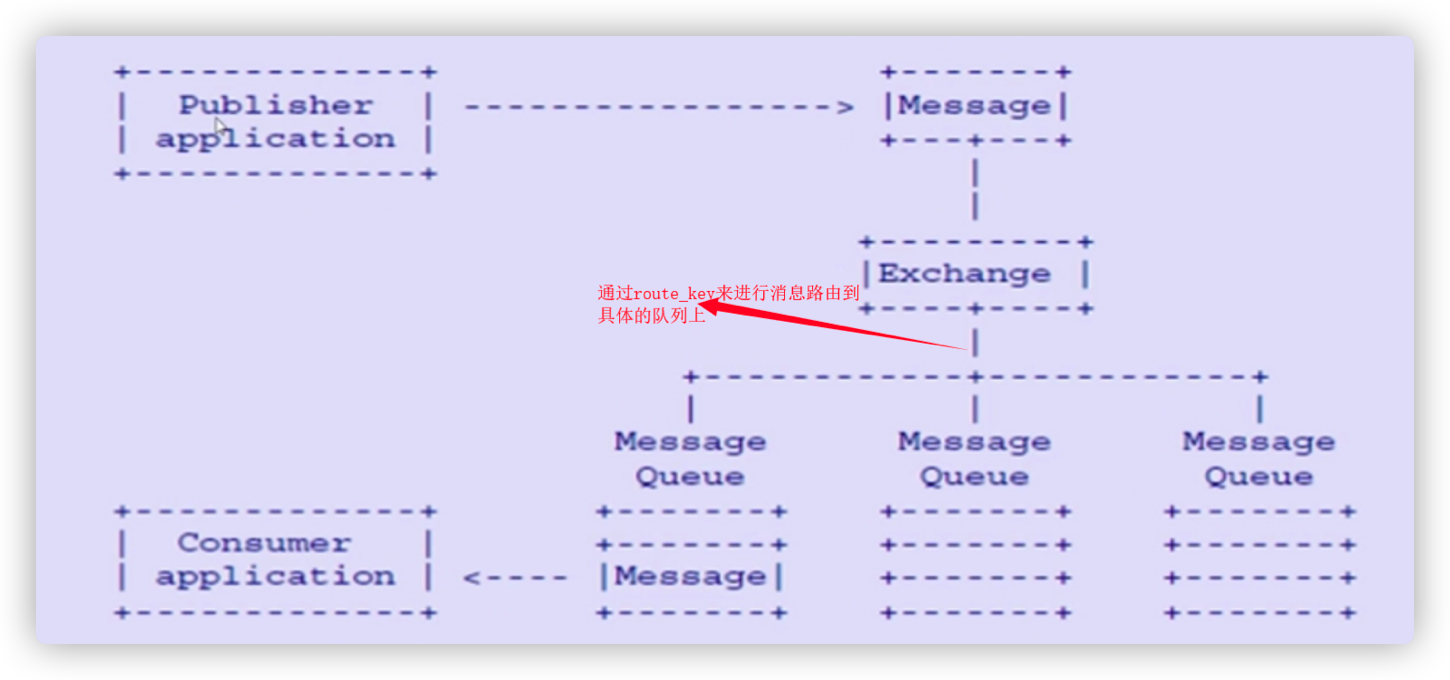 Publisher
application
Message
Exchange
通过route_key来进行消息路由到
具体的队列上
Message
Queue
Message
Queue
Message
Queue
Consumer
application
Message